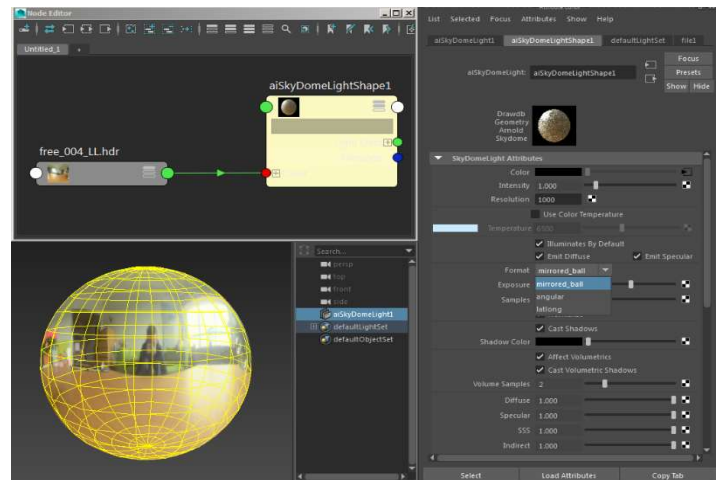 Node Editor
Untitled_1 +
aiSkyDomeLightShape1
free_004_LL.hdr
Search...
persp
top
front
side
aiSkyDomeLight1
defaultLightSet
defaultObjectSet
List Selected Focus Attributes Show Help
aiSkyDomeLight1 aiSkyDomeLightShape1 defaultLightSet file1
aiSkyDomeLight: aiSkyDomeLightShape1
Focus
Presets
Show Hide
Drawdb
Geometry
Arnold
Skydome
SkyDomeLight Attributes
Color
Intensity 1.000
Resolution 1000
Use Color Temperature
Temperature 6500
Illuminates By Default
Emit Diffuse Emit Specular
Format mirrored_ball
Exposure mirrored_ball
angular
Samples latlong
Cast Shadows
Shadow Color
Affect Volumetrics
Cast Volumetric Shadows
Volume Samples 2
Diffuse 1.000
Specular 1.000
SSS 1.000
Indirect 1.000
Select Load Attributes Copy Tab